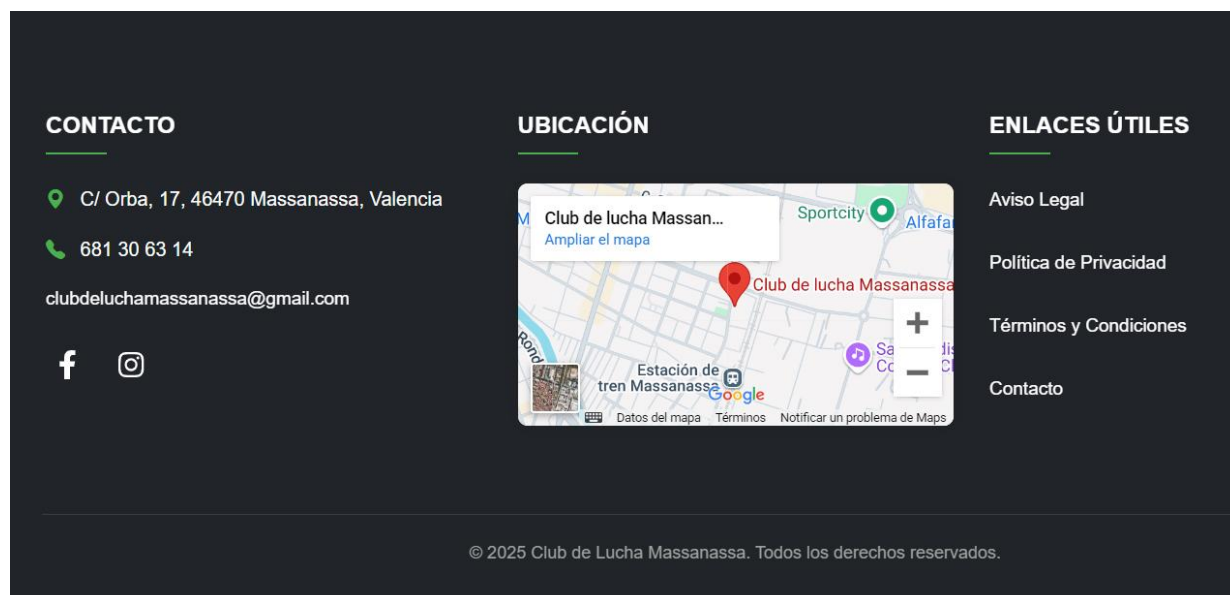 CONTACTO
C/ Orba, 17, 46470 Massanassa, Valencia
681 30 63 14
clubdeluchamassanassa@gmail.com
UBICACIÓN
Club de lucha Massan...
Ampliar el mapa
Sportcity
Alfafa
Club de lucha Massanassa
Estación de
tren Massanassa
Google
Datos del mapa Términos Notificar un problema de Maps
ENLACES ÚTILES
Aviso Legal
Política de Privacidad
Términos y Condiciones
Contacto
© 2025 Club de Lucha Massanassa. Todos los derechos reservados.